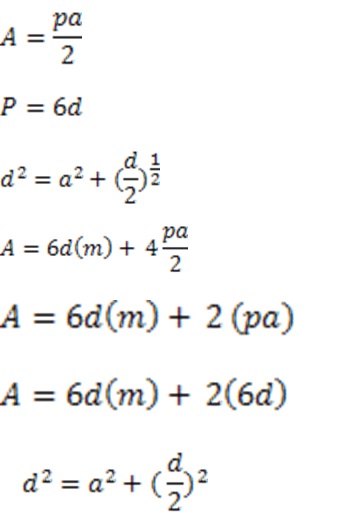 A = pa/2
P = 6d
d² = a² + (d/2)^(1/2)
A = 6d(m) + 4 pa/2
A = 6d(m) + 2 (pa)
A = 6d(m) + 2(6d)
d² = a² + (d/2)²